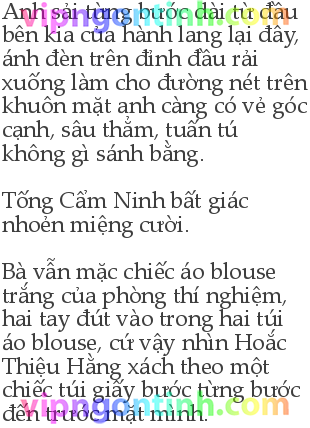 Anh sải từng bước dài từ đầu
bên kia của hành lang lại đây,
ánh đèn trên đỉnh đầu rải
xuống làm cho đường nét trên
khuôn mặt anh càng có vẻ góc
cạnh, sâu thẳm, tuấn tú
không gì sánh bằng.
Tống Cẩm Ninh bất giác
nhoẻn miệng cười.
Bà vẫn mặc chiếc áo blouse
trắng của phòng thí nghiệm,
hai tay đút vào trong hai túi
áo blouse, cứ vậy nhìn Hoắc
Thiệu Hằng xách theo một
chiếc túi giấy bước từng bước
đến trước mặt mình.
vipngontinh.com
vipngontinh.com